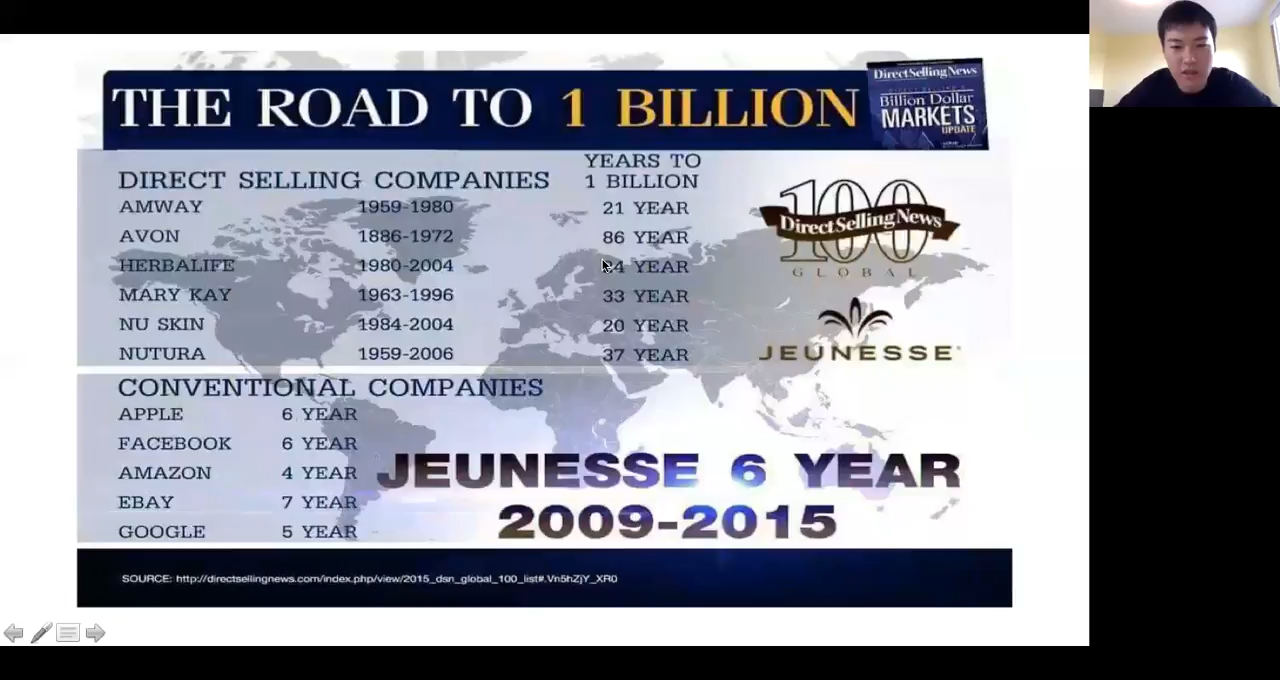 THE ROAD TO 1 BILLION
DirectSellingNews
Billion Dollar
MARKETS
UPDATE
DIRECT SELLING COMPANIES
YEARS TO
1 BILLION
AMWAY 1959-1980 21 YEAR
AVON 1886-1972 86 YEAR
HERBALIFE 1980-2004 4 YEAR
MARY KAY 1963-1996 33 YEAR
NU SKIN 1984-2004 20 YEAR
NUTURA 1959-2006 37 YEAR
100
DirectSellingNews
GLOBAL
JEUNESSE
CONVENTIONAL COMPANIES
APPLE 6 YEAR
FACEBOOK 6 YEAR
AMAZON 4 YEAR
EBAY 7 YEAR
GOOGLE 5 YEAR
JEUNESSE 6 YEAR
2009-2015
SOURCE: http://directsellingnews.com/index.php/view/2015_dsn_global_100_list#.Vn5hZjY_XR0